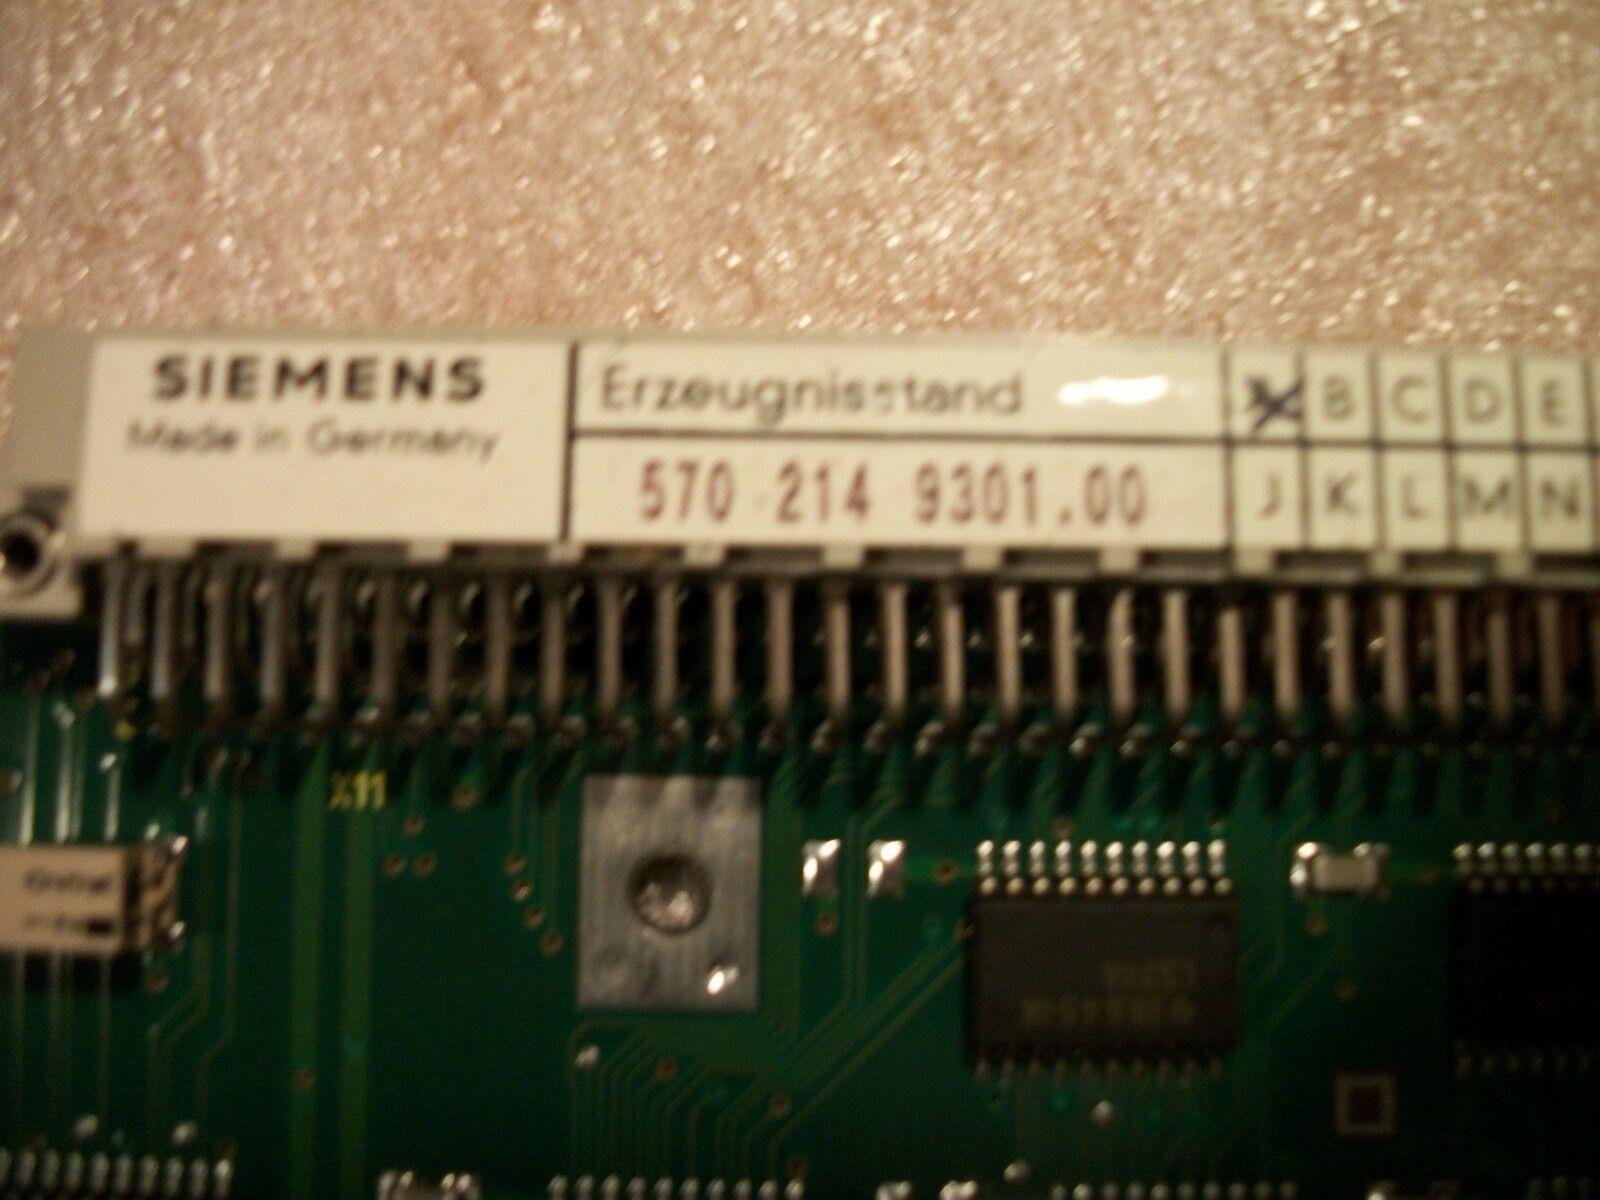 SIEMENS
Made in Germany
Erzeugnisstand A B C D E
570 214 9301.00 J K L M N
X11